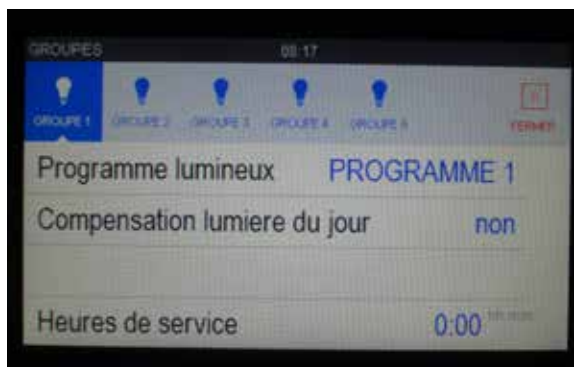 GROUPES 08:17
GROUPE 1 GROUPE 2 GROUPE 3 GROUPE 4 GROUPE 5 FERMER
Programme lumineux PROGRAMME 1
Compensation lumiere du jour non
Heures de service 0:00